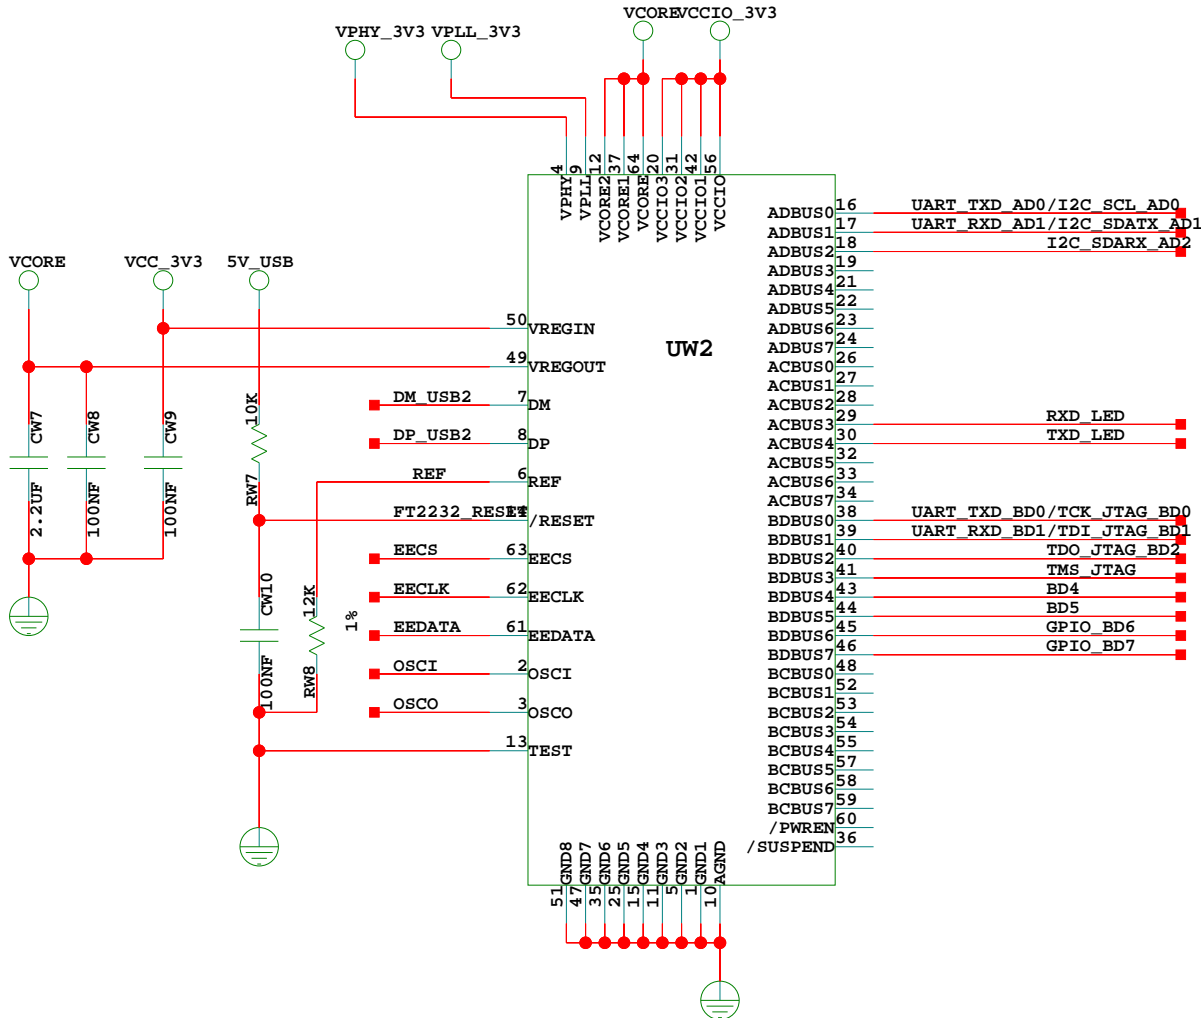 VCORE VCCIO_3V3
VPHY_3V3 VPLL_3V3
4 9 12 37 64 20 31 42 56
VPHY VPLL VCORE2 VCORE1 VCORE VCCIO3 VCCIO2 VCCIO1 VCCIO
ADBUS0 16 UART_TXD_AD0/I2C_SCL_AD0
ADBUS1 17 UART_RXD_AD1/I2C_SDATX_AD1
ADBUS2 18 I2C_SDARX_AD2
VCORE VCC_3V3 5V_USB
ADBUS3 19
ADBUS4 21
ADBUS5 22
50 VREGIN ADBUS6 23
UW2
ADBUS7 24
49 VREGOUT ACBUS0 26
ACBUS1 27
DM_USB2 7 DM ACBUS2 28
CW7 CW8 CW9 10K
ACBUS3 29 RXD_LED
DP_USB2 8 DP ACBUS4 30 TXD_LED
ACBUS5 32
REF 6 REF ACBUS6 33
2.2UF 100NF 100NF RW7
ACBUS7 34
FT2232_RESET 14 /RESET BDBUS0 38 UART_TXD_BD0/TCK_JTAG_BD0
BDBUS1 39 UART_RXD_BD1/TDI_JTAG_BD1
EECS 63 EECS BDBUS2 40 TDO_JTAG_BD2
BDBUS3 41 TMS_JTAG
CW10 12K 1%
EECLK 62 EECLK BDBUS4 43 BD4
BDBUS5 44 BD5
EEDATA 61 EEDATA BDBUS6 45 GPIO_BD6
BDBUS7 46 GPIO_BD7
100NF RW8
OSCI 2 OSCI BCBUS0 48
BCBUS1 52
OSCO 3 OSCO BCBUS2 53
BCBUS3 54
13 TEST BCBUS4 55
BCBUS5 57
BCBUS6 58
BCBUS7 59
/PWREN 60
/SUSPEND 36
GND8 GND7 GND6 GND5 GND4 GND3 GND2 GND1 AGND
51 47 35 25 15 11 5 1 10